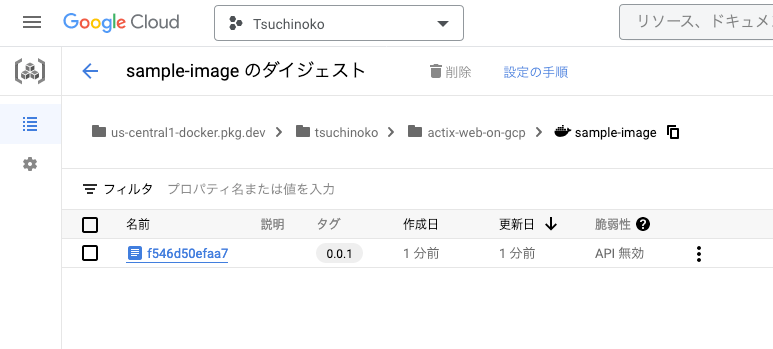 Google Cloud
Tsuchinoko
リソース、ドキュメ
sample-image のダイジェスト
削除
設定の手順
us-central1-docker.pkg.dev
tsuchinoko
actix-web-on-gcp
sample-image
フィルタ
プロパティ名または値を入力
名前 説明 タグ 作成日 更新日 脆弱性
f546d50efaa7 0.0.1 1 分前 1 分前 API 無効